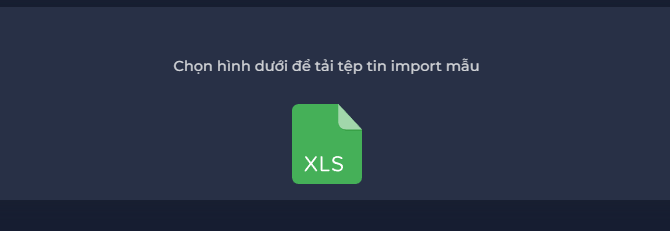 Chọn hình dưới để tải tệp tin import mẫu
XLS